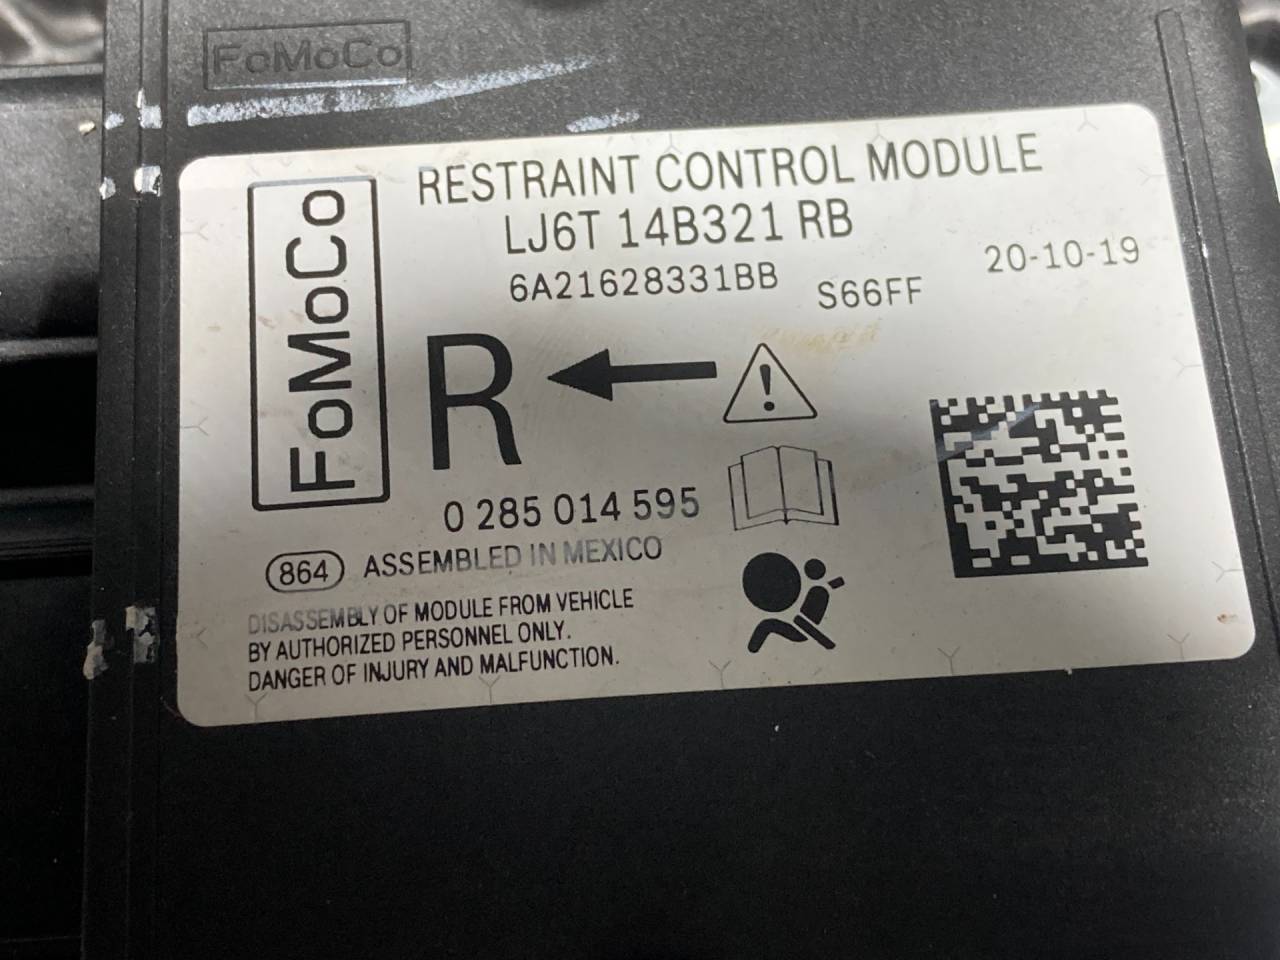 FoMoCo
FoMoCo
RESTRAINT CONTROL MODULE
LJ6T 14B321 RB
6A21628331BB S66FF 20-10-19
R
0 285 014 595
864 ASSEMBLED IN MEXICO
DISASSEMBLY OF MODULE FROM VEHICLE
BY AUTHORIZED PERSONNEL ONLY.
DANGER OF INJURY AND MALFUNCTION.